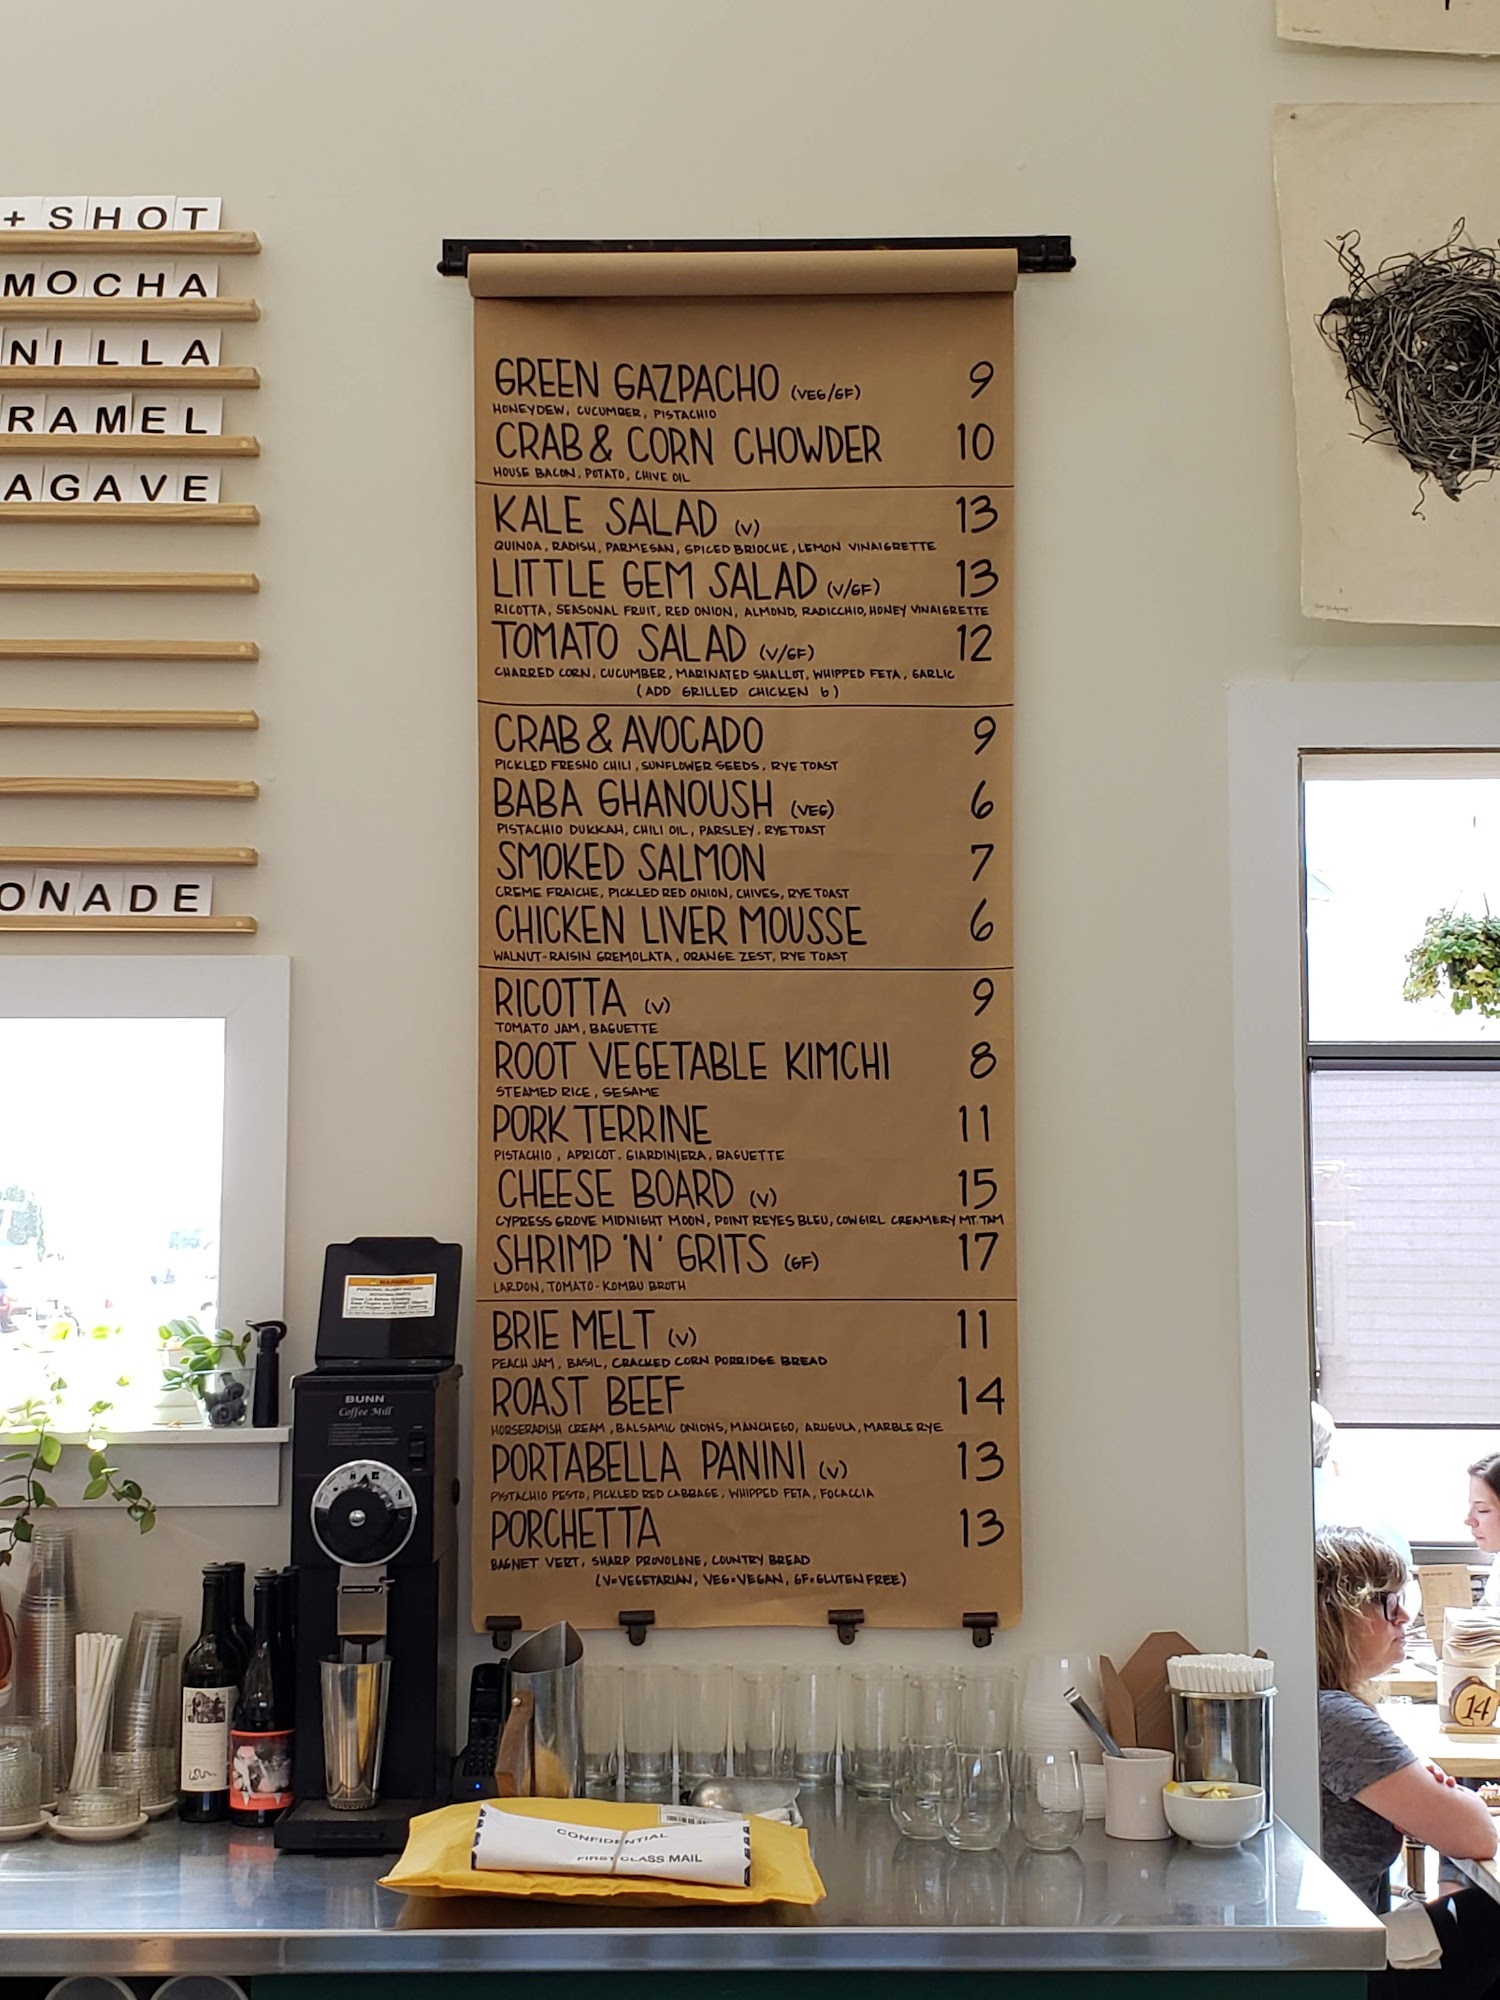 + SHOT
MOCHA
NILLA
RAMEL
AGAVE
ONADE
GREEN GAZPACHO (VEG/GF) 9
HONEYDEW, CUCUMBER, PISTACHIO
CRAB & CORN CHOWDER 10
HOUSE BACON, POTATO, CHIVE OIL
KALE SALAD (V) 13
QUINOA, RADISH, PARMESAN, SPICED BRIOCHE, LEMON VINAIGRETTE
LITTLE GEM SALAD (V/GF) 13
RICOTTA, SEASONAL FRUIT, RED ONION, ALMOND, RADICCHIO, HONEY VINAIGRETTE
TOMATO SALAD (V/GF) 12
CHARRED CORN, CUCUMBER, MARINATED SHALLOT, WHIPPED FETA, GARLIC
(ADD GRILLED CHICKEN 6)
CRAB & AVOCADO 9
PICKLED FRESNO CHILI, SUNFLOWER SEEDS, RYE TOAST
BABA GHANOUSH (VEG) 6
PISTACHIO DUKKAH, CHILI OIL, PARSLEY, RYE TOAST
SMOKED SALMON 7
CREME FRAICHE, PICKLED RED ONION, CHIVES, RYE TOAST
CHICKEN LIVER MOUSSE 6
WALNUT-RAISIN GREMOLATA, ORANGE ZEST, RYE TOAST
RICOTTA (V) 9
TOMATO JAM, BAGUETTE
ROOT VEGETABLE KIMCHI 8
STEAMED RICE, SESAME
PORK TERRINE 11
PISTACHIO, APRICOT, GIARDINIERA, BAGUETTE
CHEESE BOARD (V) 15
CYPRESS GROVE MIDNIGHT MOON, POINT REYES BLEU, COWGIRL CREAMERY MT. TAM
SHRIMP 'N' GRITS (GF) 17
LARDON, TOMATO-KOMBU BROTH
BRIE MELT (V) 11
PEACH JAM, BASIL, CRACKED CORN PORRIDGE BREAD
ROAST BEEF 14
HORSERADISH CREAM, BALSAMIC ONIONS, MANCHEGO, ARUGULA, MARBLE RYE
PORTABELLA PANINI (V) 13
PISTACHIO PESTO, PICKLED RED CABBAGE, WHIPPED FETA, FOCACCIA
PORCHETTA 13
BAGNET VERT, SHARP PROVOLONE, COUNTRY BREAD
(V=VEGETARIAN, VEG=VEGAN, GF=GLUTEN FREE)
WARNING
BUNN
Coffee Mill
CONFIDENTIAL
FIRST CLASS MAIL
14